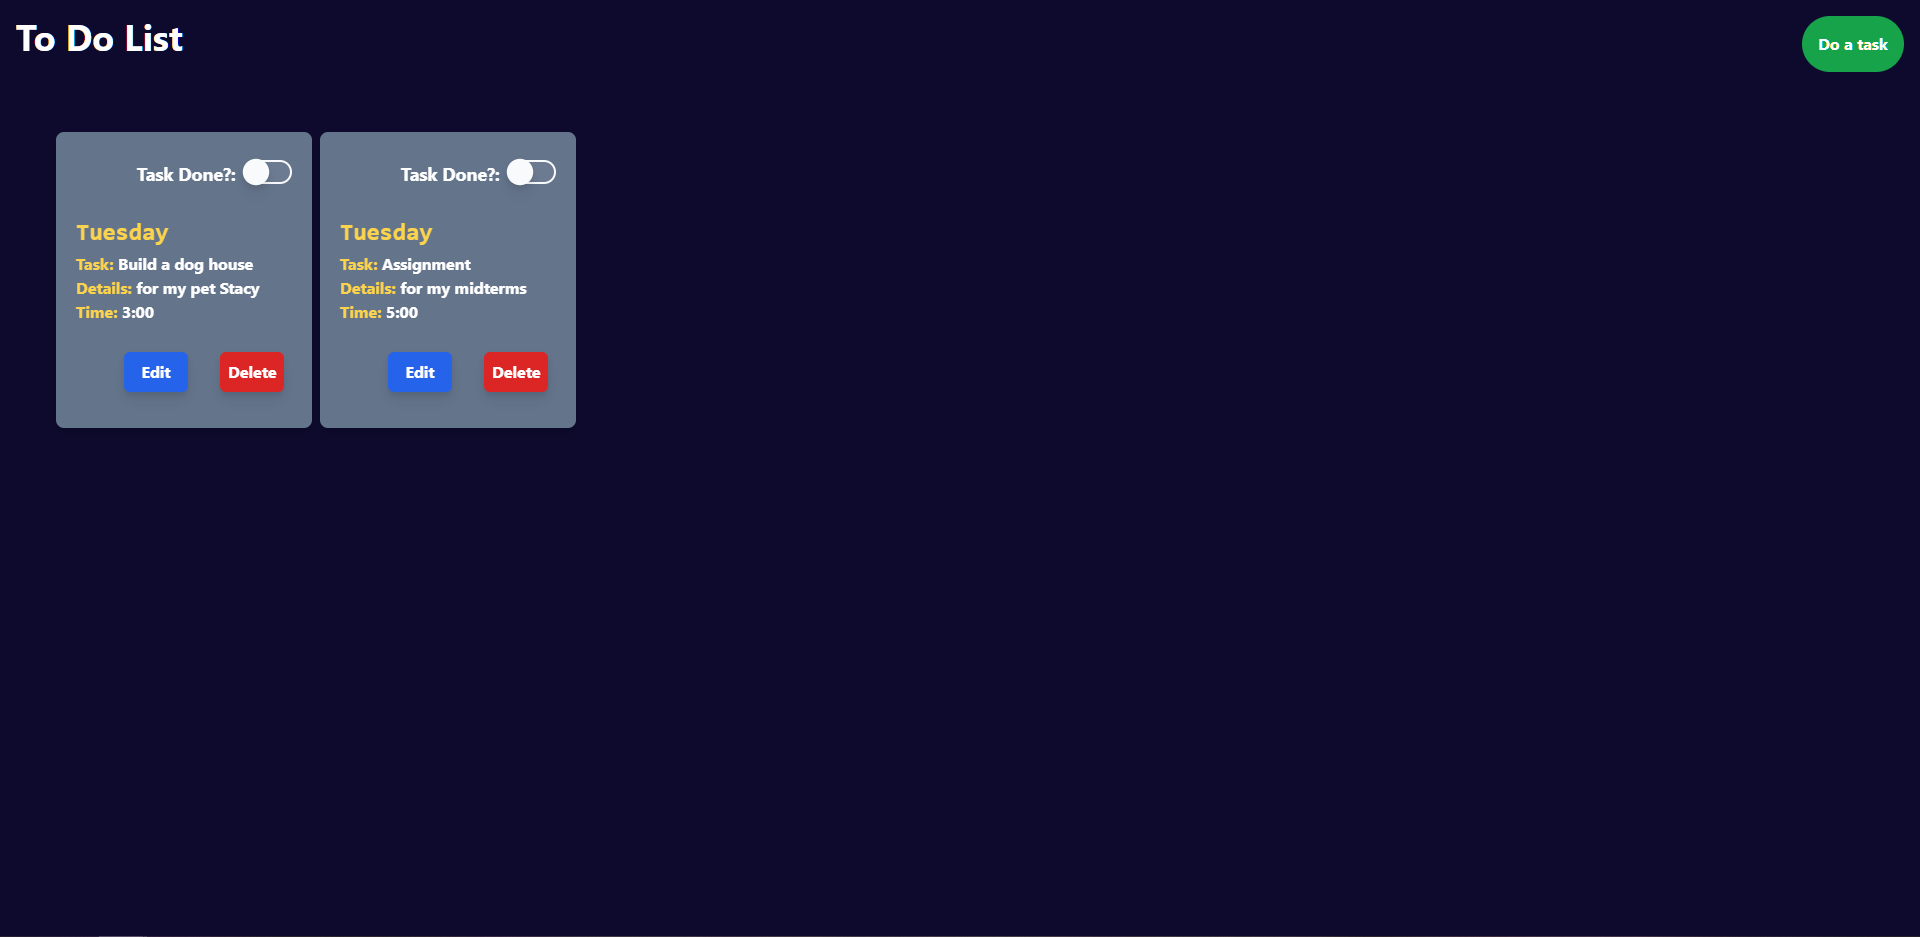 To Do List
Do a task
Task Done?:
Tuesday
Task: Build a dog house
Details: for my pet Stacy
Time: 3:00
Edit
Delete
Task Done?:
Tuesday
Task: Assignment
Details: for my midterms
Time: 5:00
Edit
Delete